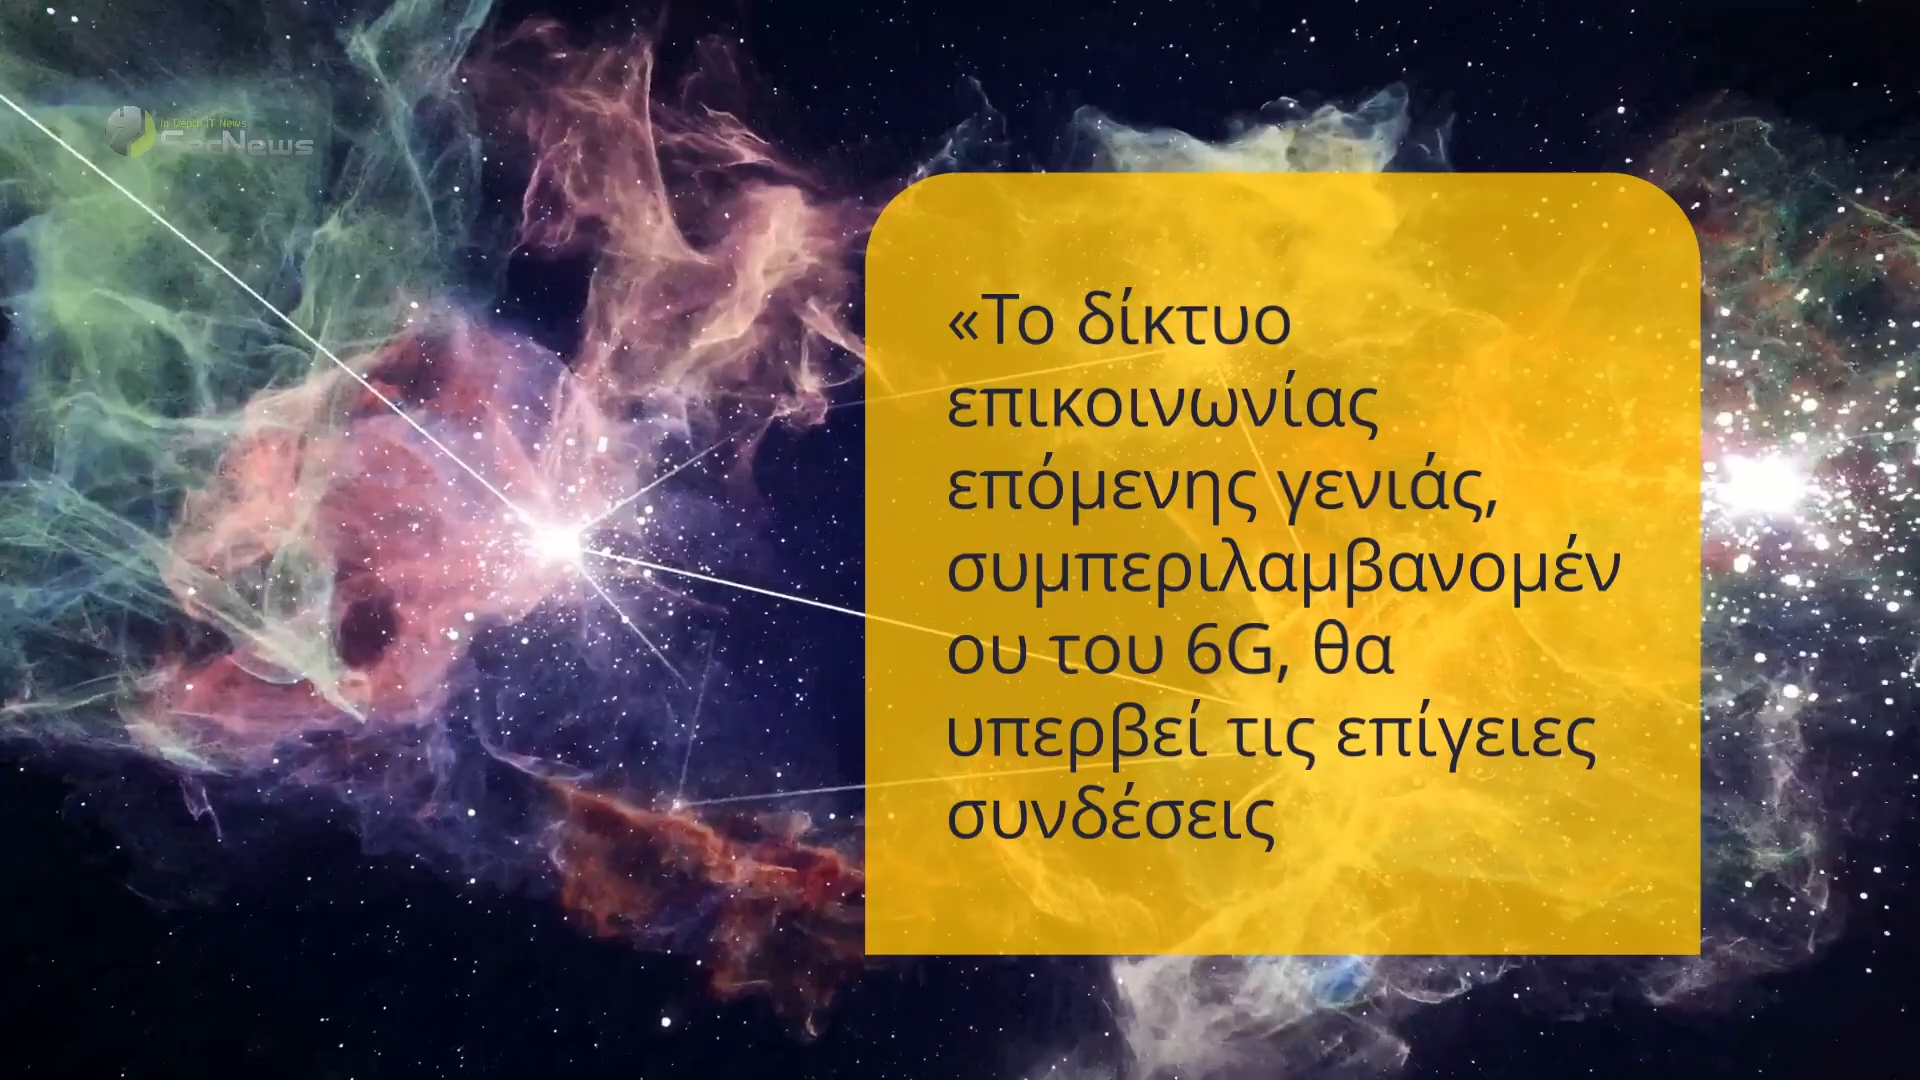 In Depth IT News
SecNews
«Το δίκτυο
επικοινωνίας
επόμενης γενιάς,
συμπεριλαμβανομέν
ου του 6G, θα
υπερβεί τις επίγειες
συνδέσεις